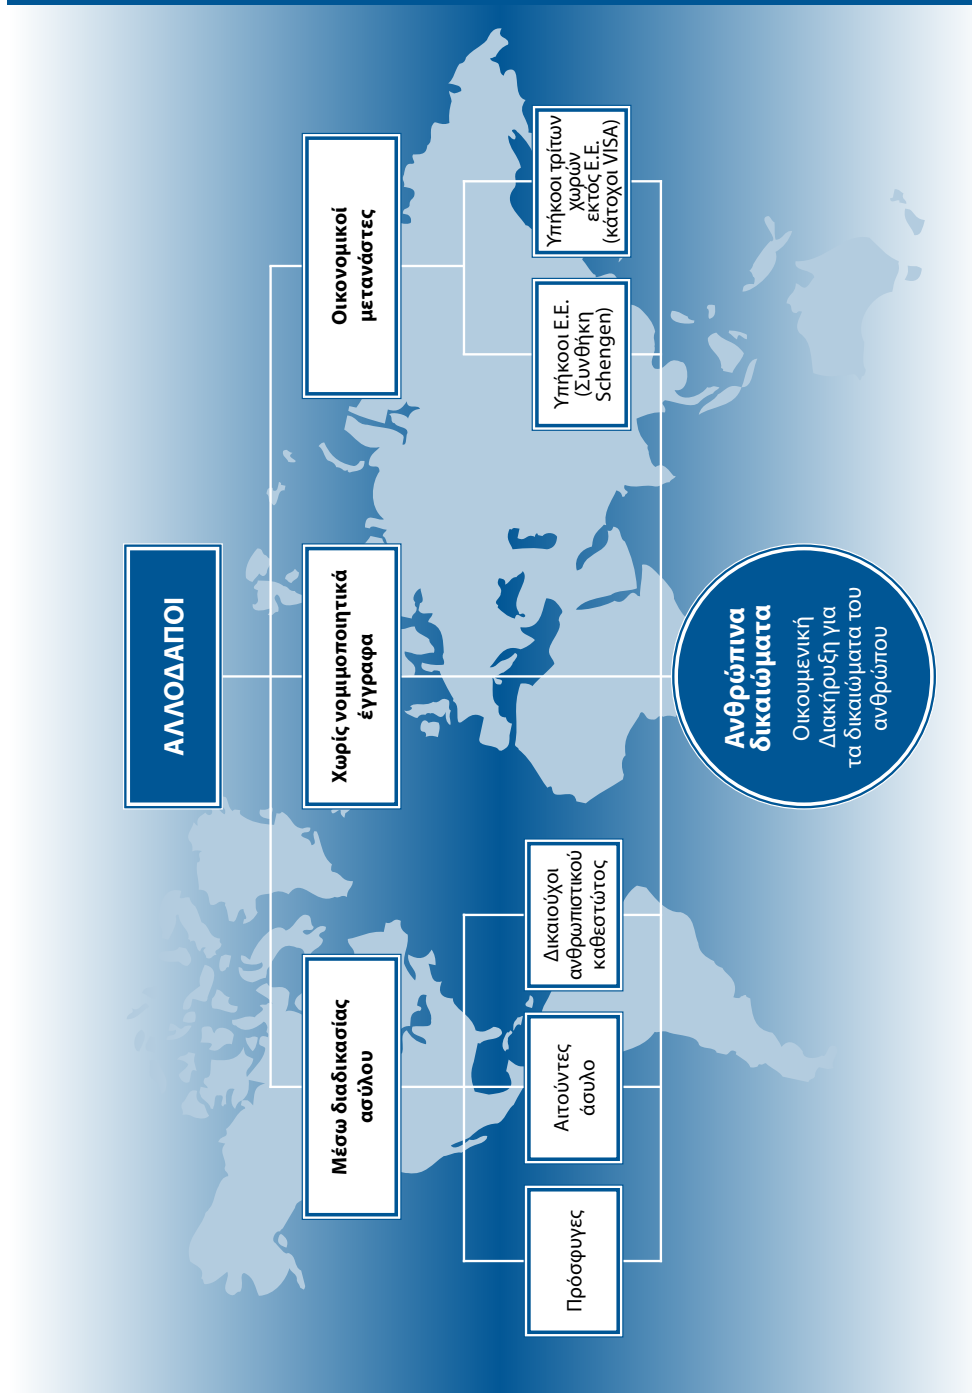 ΑΛΛΟΔΑΠΟΙ
Μέσω διαδικασίας
ασύλου
Χωρίς νομιμοποιητικά
έγγραφα
Οικονομικοί
μετανάστες
Πρόσφυγες
Αιτούντες
άσυλο
Δικαιούχοι
ανθρωπιστικού
καθεστώτος
Υπήκοοι Ε.Ε.
(Συνθήκη
Schengen)
Υπήκοοι τρίτων
χωρών
εκτός Ε.Ε.
(κάτοχοι VISA)
Ανθρώπινα
δικαιώματα
Οικουμενική
Διακήρυξη για
τα δικαιώματα του
ανθρώπου